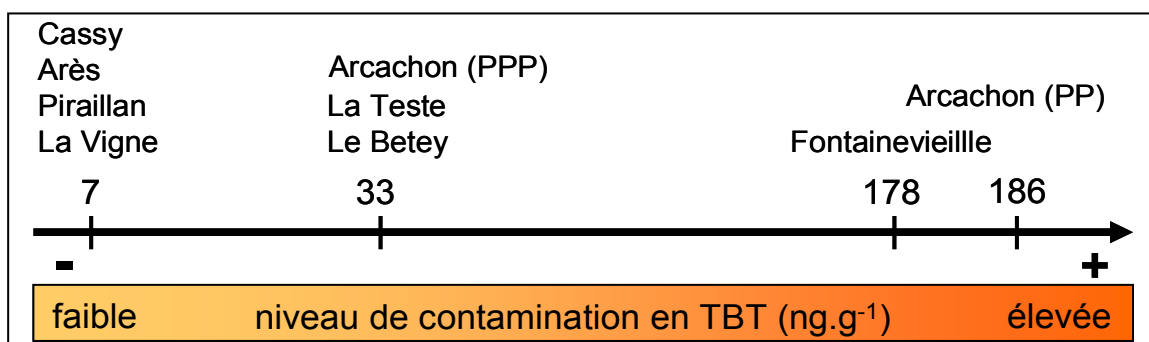 Cassy
Arès
Piraillan
La Vigne
Arcachon (PPP)
La Teste
Le Betey
Arcachon (PP)
Fontainevieillle
7
33
178
186
-
+
faible niveau de contamination en TBT (ng.g-1) élevée